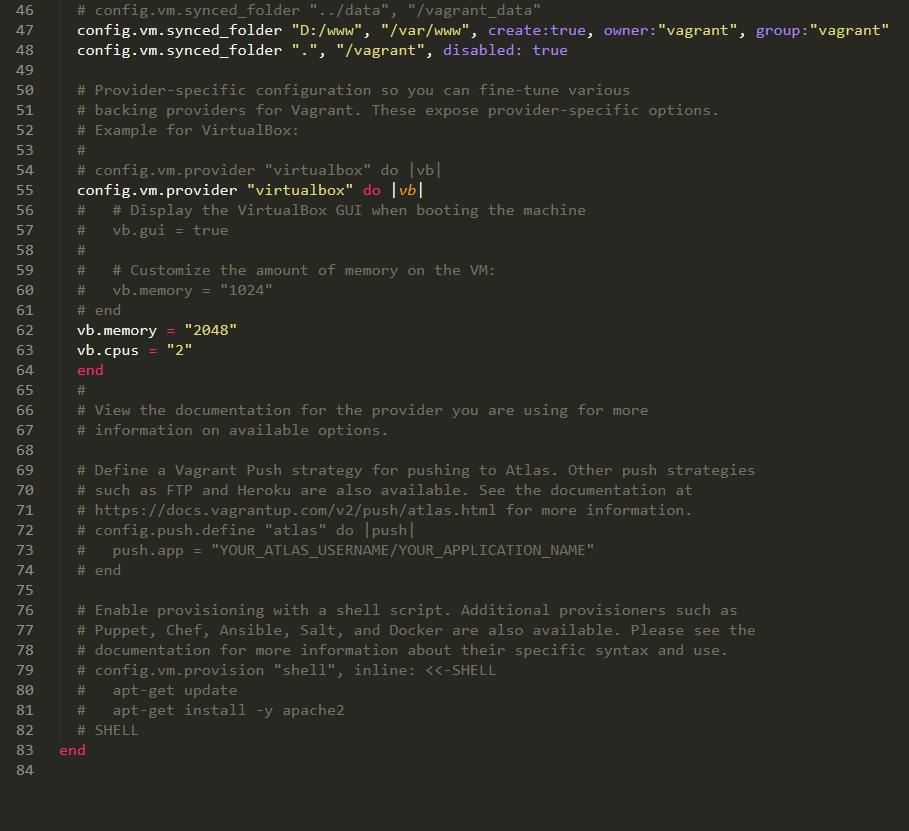 46 # config.vm.synced_folder "../data", "/vagrant_data"
47 config.vm.synced_folder "D:/www", "/var/www", create:true, owner:"vagrant", group:"vagrant"
48 config.vm.synced_folder ".", "/vagrant", disabled: true
49
50 # Provider-specific configuration so you can fine-tune various
51 # backing providers for Vagrant. These expose provider-specific options.
52 # Example for VirtualBox:
53 #
54 # config.vm.provider "virtualbox" do |vb|
55 config.vm.provider "virtualbox" do |vb|
56 #   # Display the VirtualBox GUI when booting the machine
57 #   vb.gui = true
58 #
59 #   # Customize the amount of memory on the VM:
60 #   vb.memory = "1024"
61 # end
62 vb.memory = "2048"
63 vb.cpus = "2"
64 end
65 #
66 # View the documentation for the provider you are using for more
67 # information on available options.
68
69 # Define a Vagrant Push strategy for pushing to Atlas. Other push strategies
70 # such as FTP and Heroku are also available. See the documentation at
71 # https://docs.vagrantup.com/v2/push/atlas.html for more information.
72 # config.push.define "atlas" do |push|
73 #   push.app = "YOUR_ATLAS_USERNAME/YOUR_APPLICATION_NAME"
74 # end
75
76 # Enable provisioning with a shell script. Additional provisioners such as
77 # Puppet, Chef, Ansible, Salt, and Docker are also available. Please see the
78 # documentation for more information about their specific syntax and use.
79 # config.vm.provision "shell", inline: <<-SHELL
80 #   apt-get update
81 #   apt-get install -y apache2
82 # SHELL
83 end
84